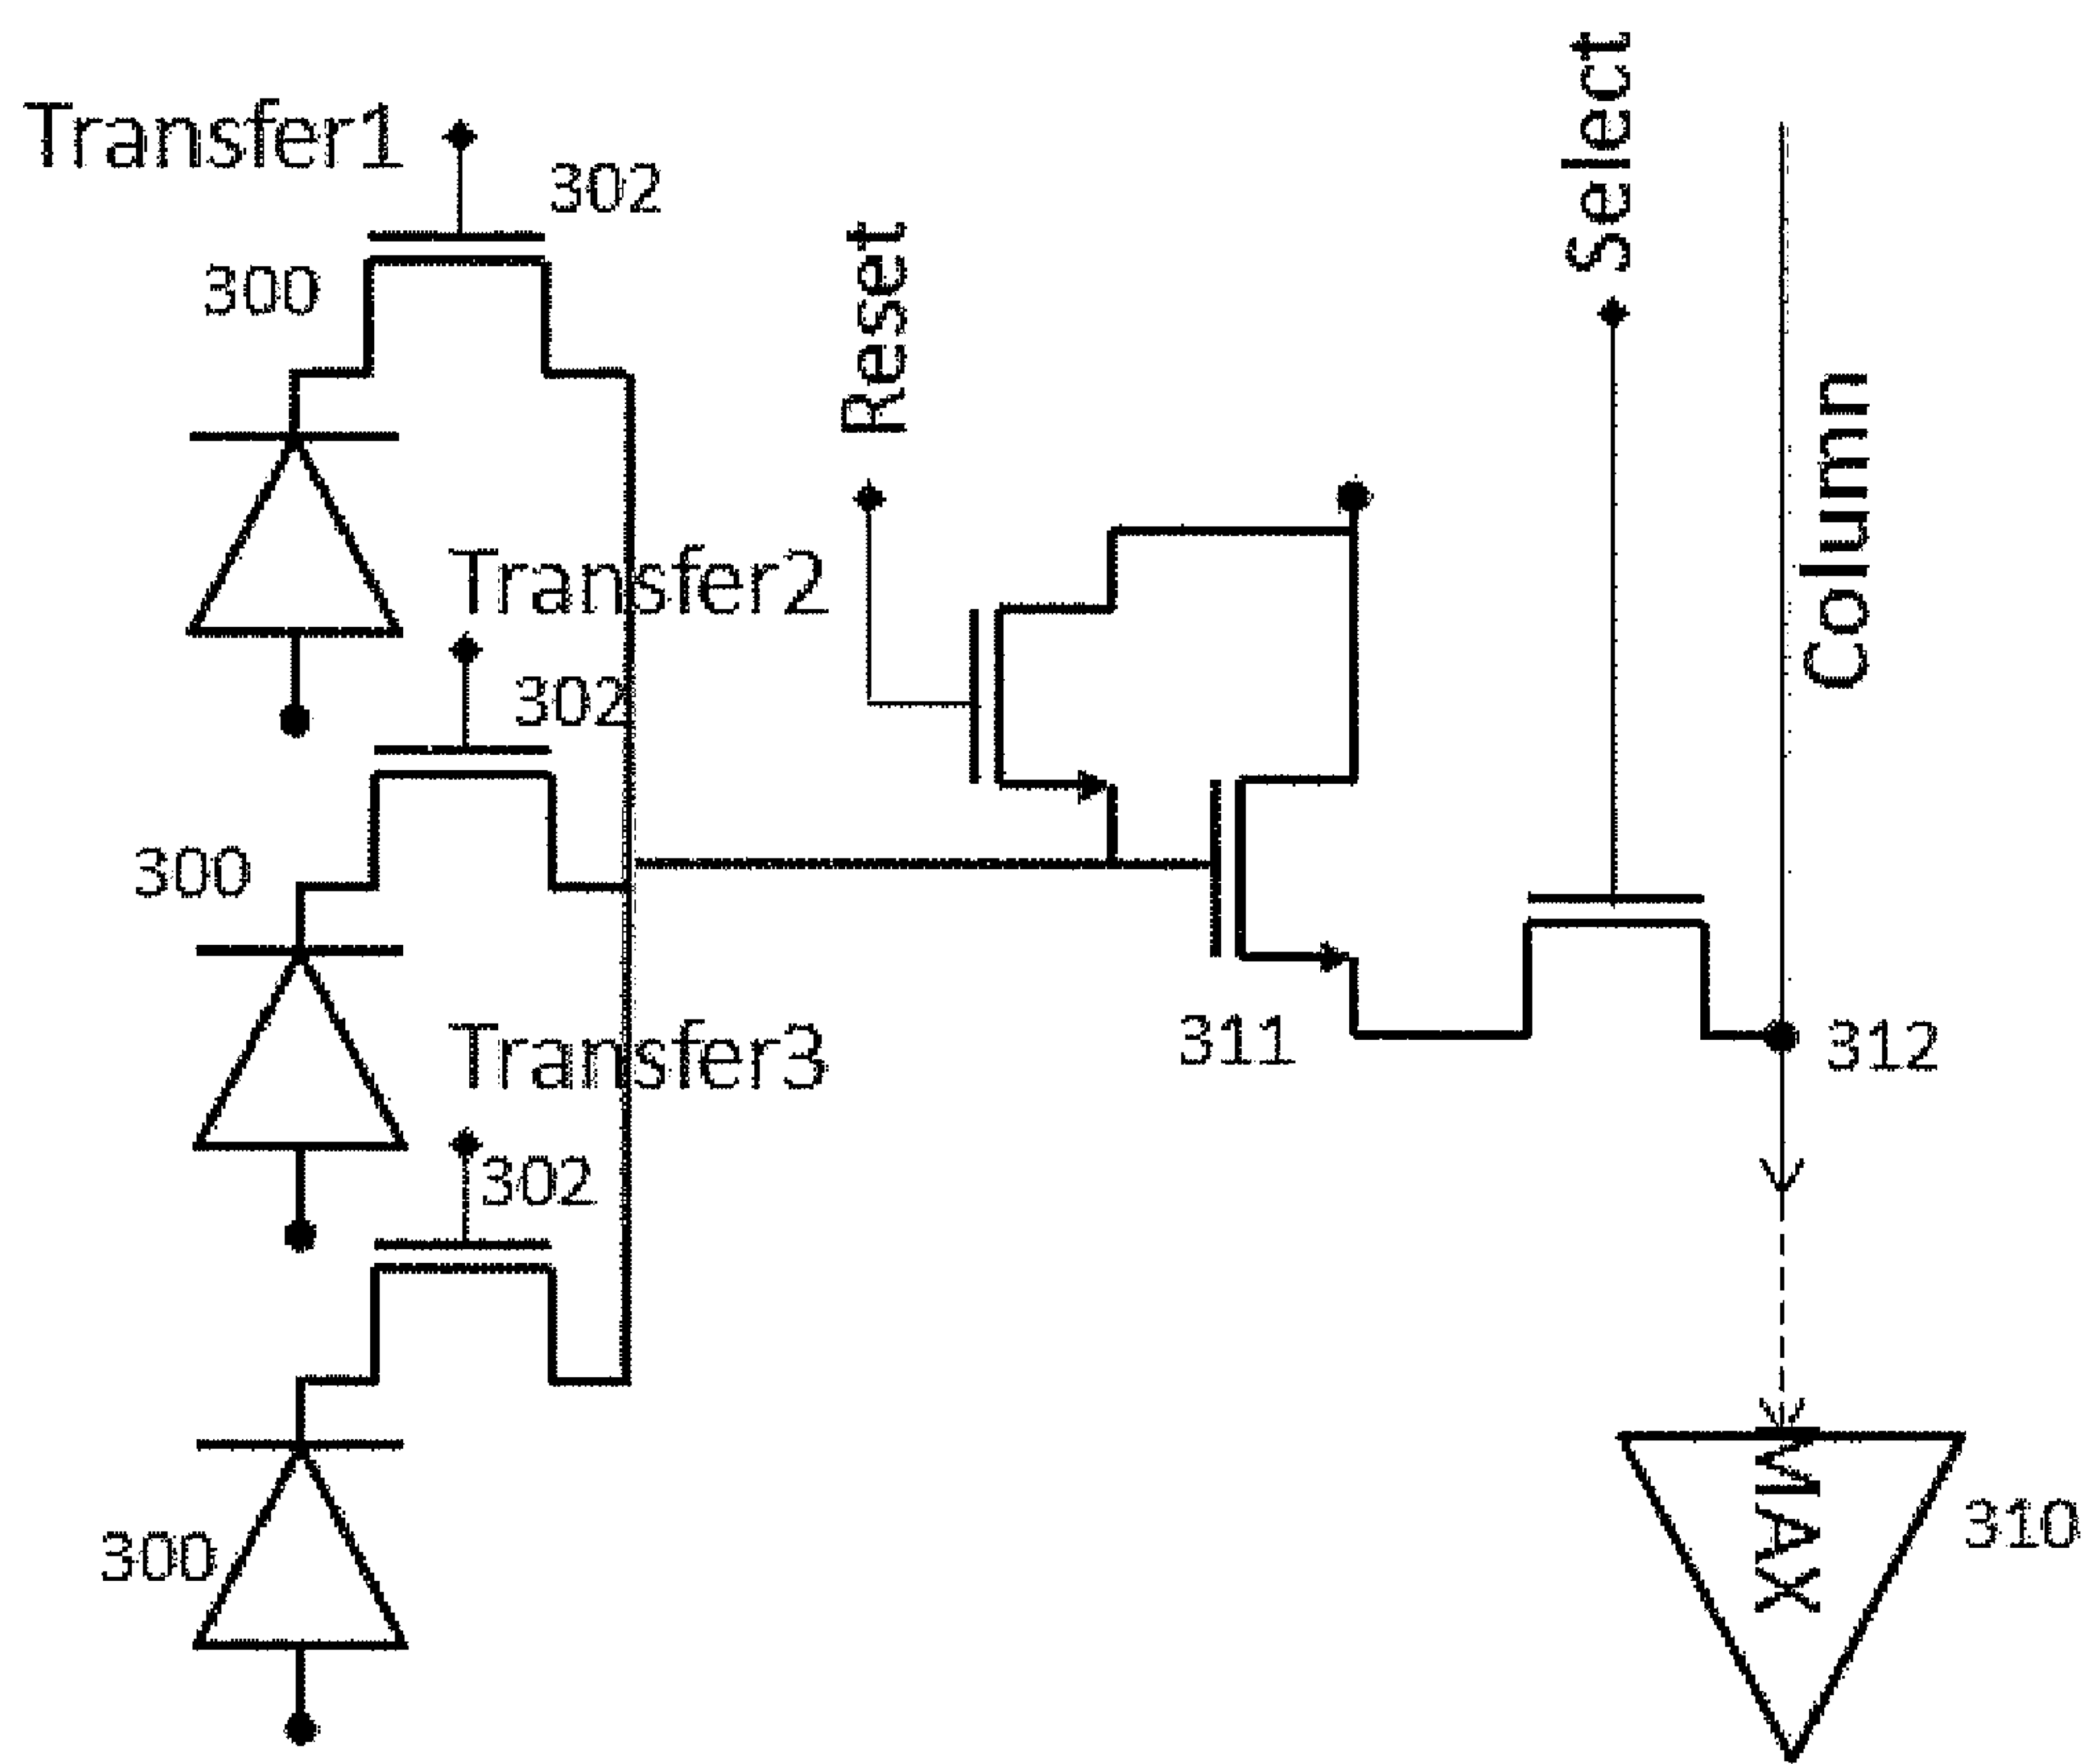 Transfer1
302
300
Reset
Select
Column
Transfer2
302
300
Transfer3
302
311
312
300
MAX
310